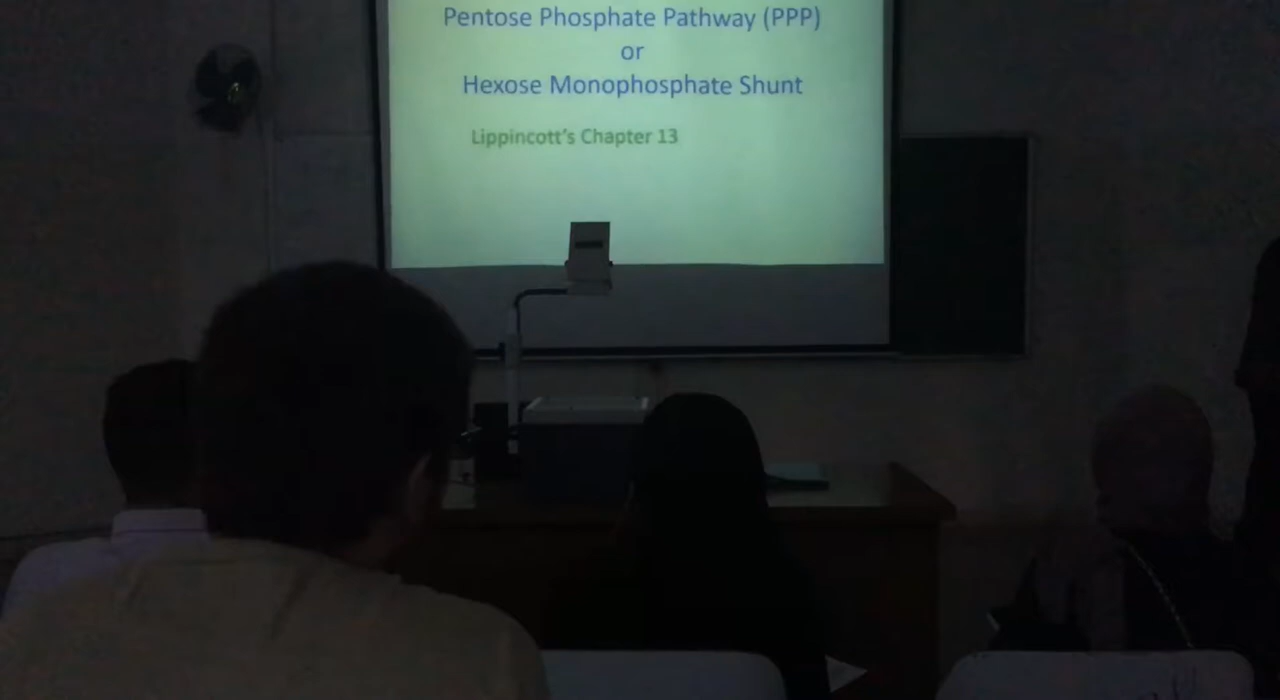 Pentose Phosphate Pathway (PPP)
or
Hexose Monophosphate Shunt
Lippincott's Chapter 13